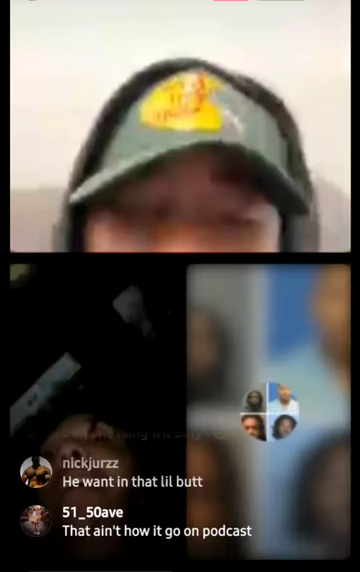 nickjurzz
He want in that lil butt
51_50ave
That ain't how it go on podcast